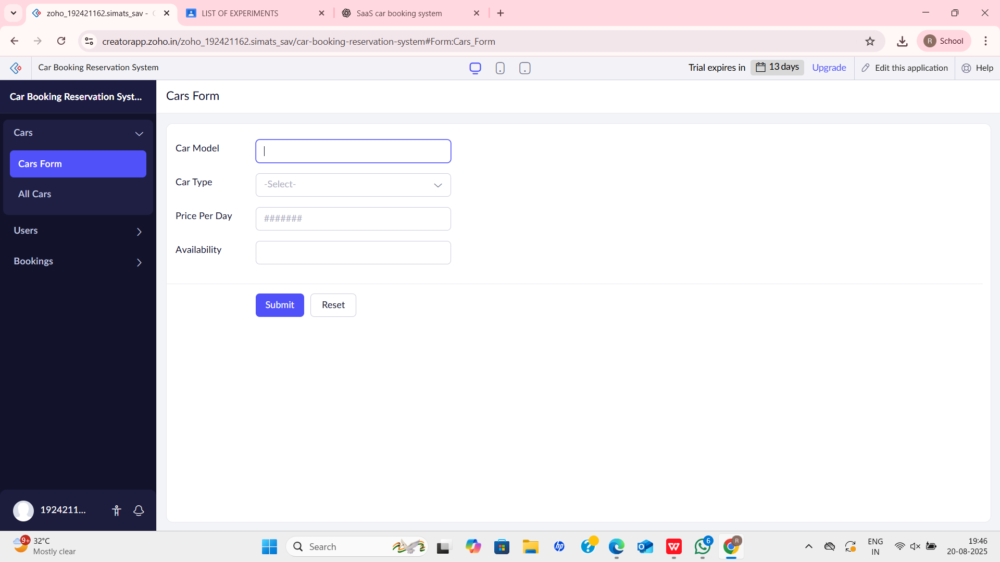 zoho_192421162.simats_sav -
LIST OF EXPERIMENTS
SaaS car booking system
creatorapp.zoho.in/zoho_192421162.simats_sav/car-booking-reservation-system#Form:Cars_Form
R School
Car Booking Reservation System
Trial expires in 13 days Upgrade
Edit this application
Help
Car Booking Reservation Syst...
Cars Form
Cars
Cars Form
All Cars
Users
Bookings
Car Model
Car Type
-Select-
Price Per Day
#######
Availability
Submit
Reset
1924211...
9+
32°C
Mostly clear
Search
hp
6
R
ENG
IN
19:46
20-08-2025